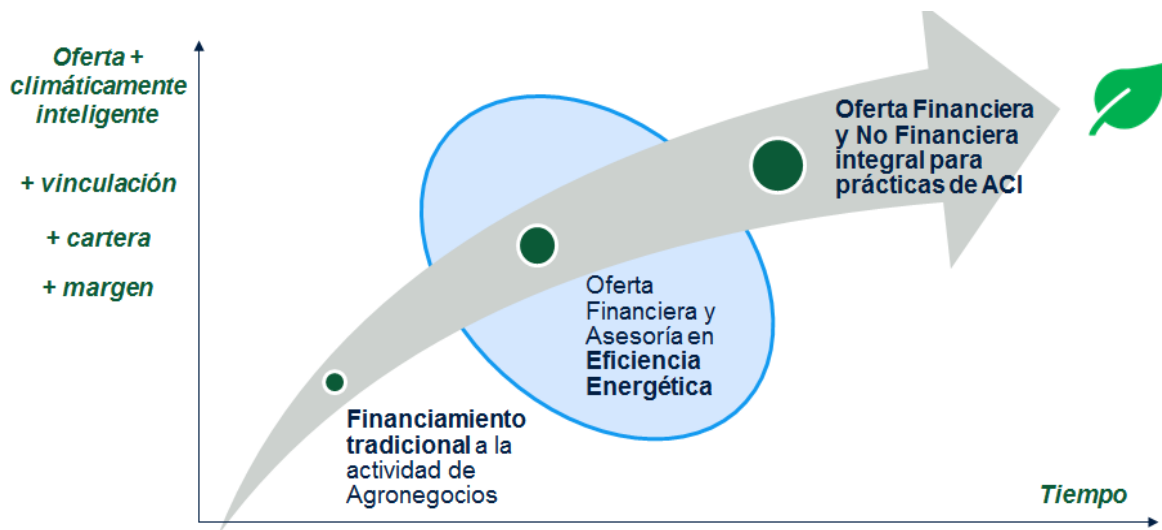 Oferta +
climáticamente
inteligente
+ vinculación
+ cartera
+ margen
Oferta Financiera
y No Financiera
integral para
prácticas de ACI
Oferta
Financiera y
Asesoría en
Eficiencia
Energética
Financiamiento
tradicional a la
actividad de
Agronegocios
Tiempo